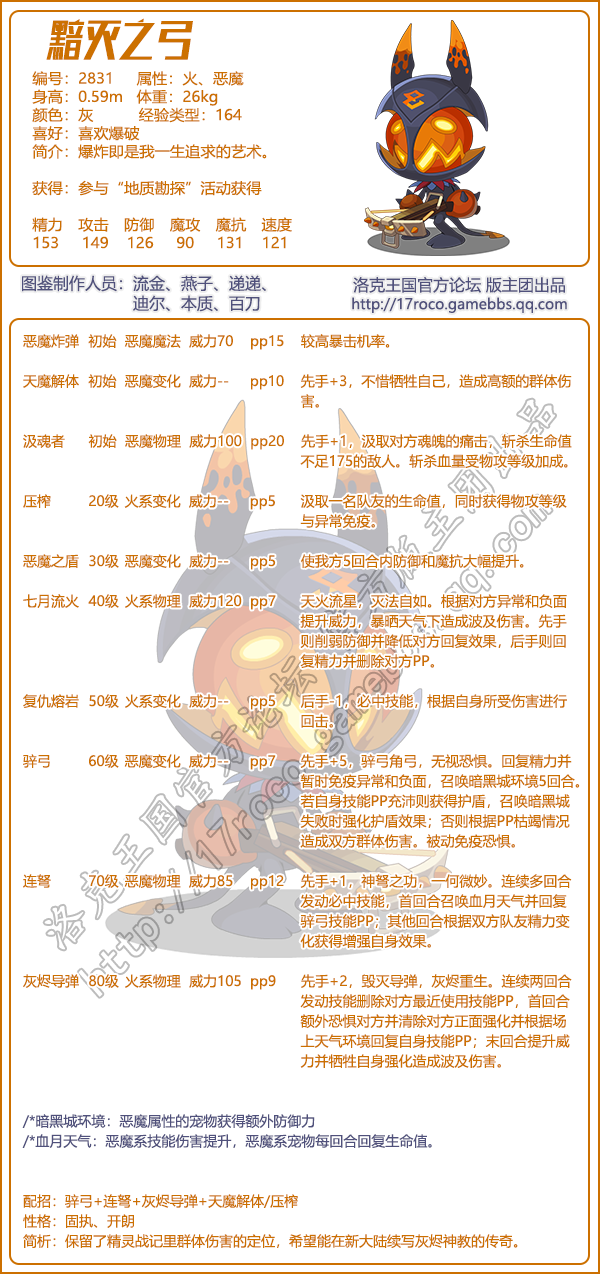 黯灭之弓
编号：2831 属性：火、恶魔
身高：0.59m 体重：26kg
颜色：灰 经验类型：164
喜好：喜欢爆破
简介：爆炸即是我一生追求的艺术。
获得：参与“地质勘探”活动获得
精力 攻击 防御 魔攻 魔抗 速度
153 149 126 90 131 121
图鉴制作人员：流金、燕子、递递、
迪尔、本质、百刀
洛克王国官方论坛 版主团出品
http://17roco.gamebbs.qq.com
恶魔炸弹 初始 恶魔魔法 威力70 pp15 较高暴击机率。
天魔解体 初始 恶魔变化 威力-- pp10 先手+3，不惜牺牲自己，造成高额的群体伤
害。
汲魂者 初始 恶魔物理 威力100 pp20 先手+1，汲取对方魂魄的痛击，斩杀生命值
不足175的敌人。斩杀血量受物攻等级加成。
压榨 20级 火系变化 威力-- pp5 汲取一名队友的生命值，同时获得物攻等级
与异常免疫。
恶魔之盾 30级 恶魔变化 威力-- pp5 使我方5回合内防御和魔抗大幅提升。
七月流火 40级 火系物理 威力120 pp7 天火流星，灭法自如。根据对方异常和负面
提升威力，暴晒天气下造成波及伤害。先手
则削弱防御并降低对方回复效果，后手则回
复精力并删除对方PP。
复仇熔岩 50级 火系变化 威力-- pp5 后手-1，必中技能，根据自身所受伤害进行
回击。
骍弓 60级 恶魔变化 威力-- pp7 先手+5，骍弓角弓，无视恐惧。回复精力并
暂时免疫异常和负面，召唤暗黑城环境5回合。
若自身技能PP充沛则获得护盾，召唤暗黑城
失败时强化护盾效果；否则根据PP枯竭情况
造成双方群体伤害。被动免疫恐惧。
连弩 70级 恶魔物理 威力85 pp12 先手+1，神弩之功，一何微妙。连续多回合
发动必中技能，首回合召唤血月天气并回复
骍弓技能PP；其他回合根据双方队友精力变
化获得增强自身效果。
灰烬导弹 80级 火系物理 威力105 pp9 先手+2，毁灭导弹，灰烬重生。连续两回合
发动技能删除对方最近使用技能PP，首回合
额外恐惧对方并清除对方正面强化并根据场
上天气环境回复自身技能PP；末回合提升威
力并牺牲自身强化造成波及伤害。
洛克王国官方论坛 版主团出品
http://17roco.gamebbs.qq.com
/*暗黑城环境：恶魔属性的宠物获得额外防御力
/*血月天气：恶魔系技能伤害提升，恶魔系宠物每回合回复生命值。
配招：骍弓+连弩+灰烬导弹+天魔解体/压榨
性格：固执、开朗
简析：保留了精灵战记里群体伤害的定位，希望能在新大陆续写灰烬神教的传奇。